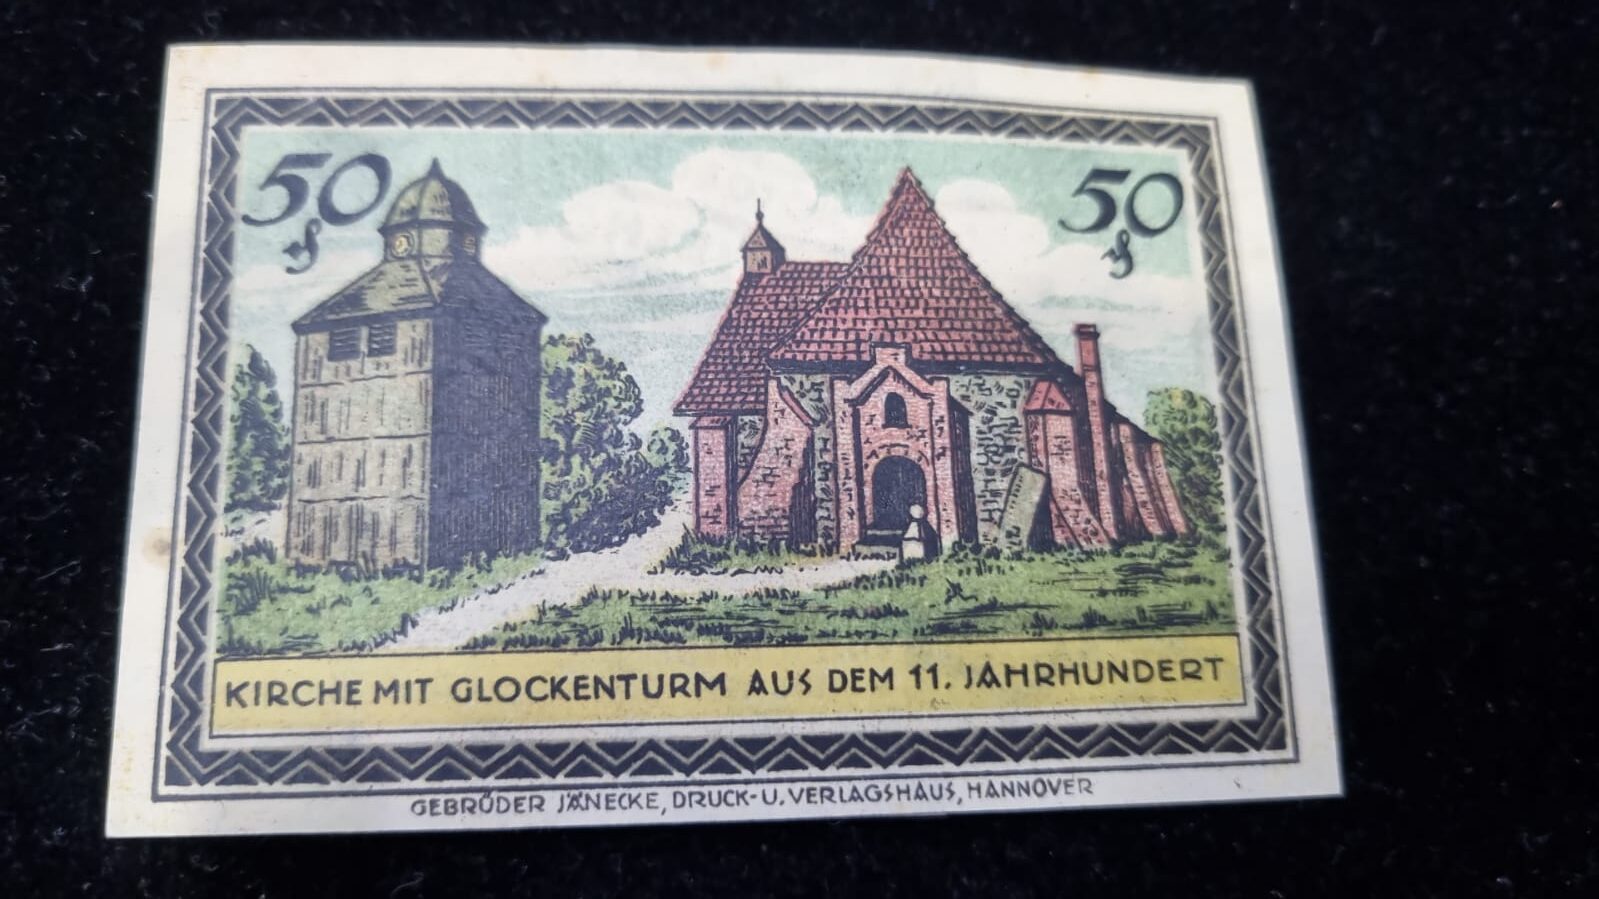 50 50
₰ ₰
KIRCHE MIT GLOCKENTURM AUS DEM 11. JAHRHUNDERT
GEBRÜDER JÄNECKE, DRUCK- U. VERLAGSHAUS, HANNOVER